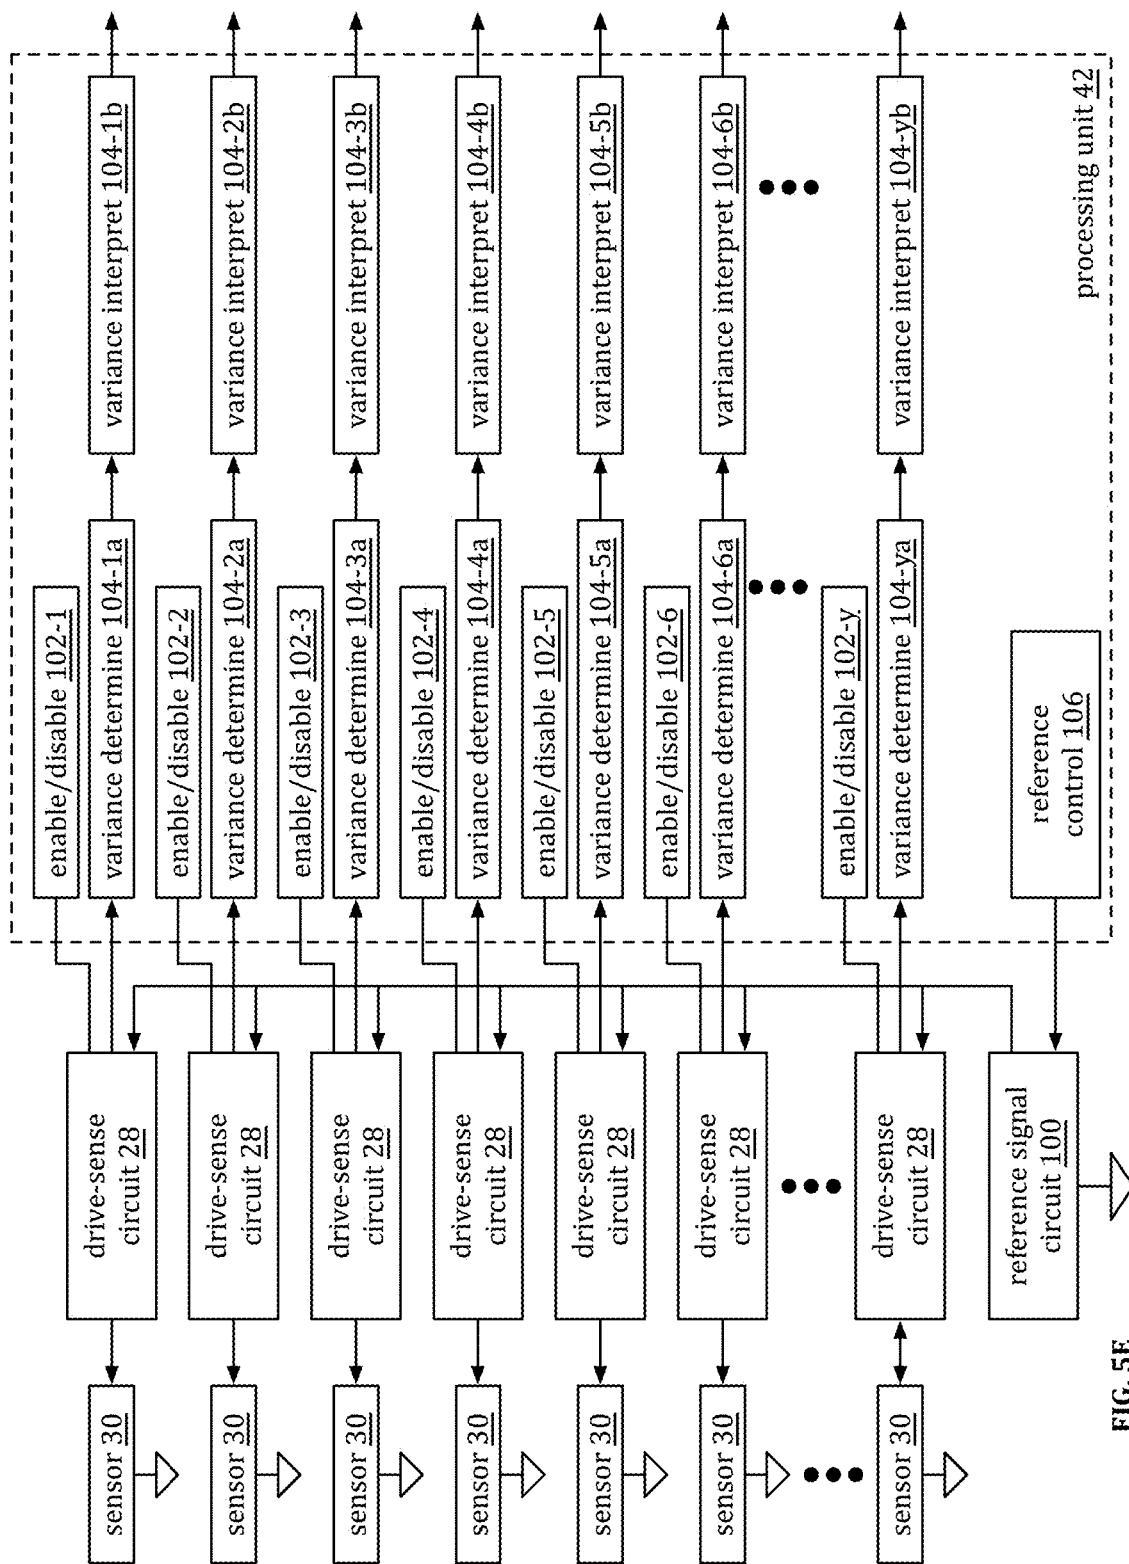 sensor 30
drive-sense
circuit 28
enable/disable 102-1
variance determine 104-1a
variance interpret 104-1b
sensor 30
drive-sense
circuit 28
enable/disable 102-2
variance determine 104-2a
variance interpret 104-2b
sensor 30
drive-sense
circuit 28
enable/disable 102-3
variance determine 104-3a
variance interpret 104-3b
sensor 30
drive-sense
circuit 28
enable/disable 102-4
variance determine 104-4a
variance interpret 104-4b
sensor 30
drive-sense
circuit 28
enable/disable 102-5
variance determine 104-5a
variance interpret 104-5b
sensor 30
drive-sense
circuit 28
enable/disable 102-6
variance determine 104-6a
variance interpret 104-6b
sensor 30
drive-sense
circuit 28
enable/disable 102-y
variance determine 104-ya
variance interpret 104-yb
reference signal
circuit 100
reference
control 106
processing unit 42
FIG. 5E